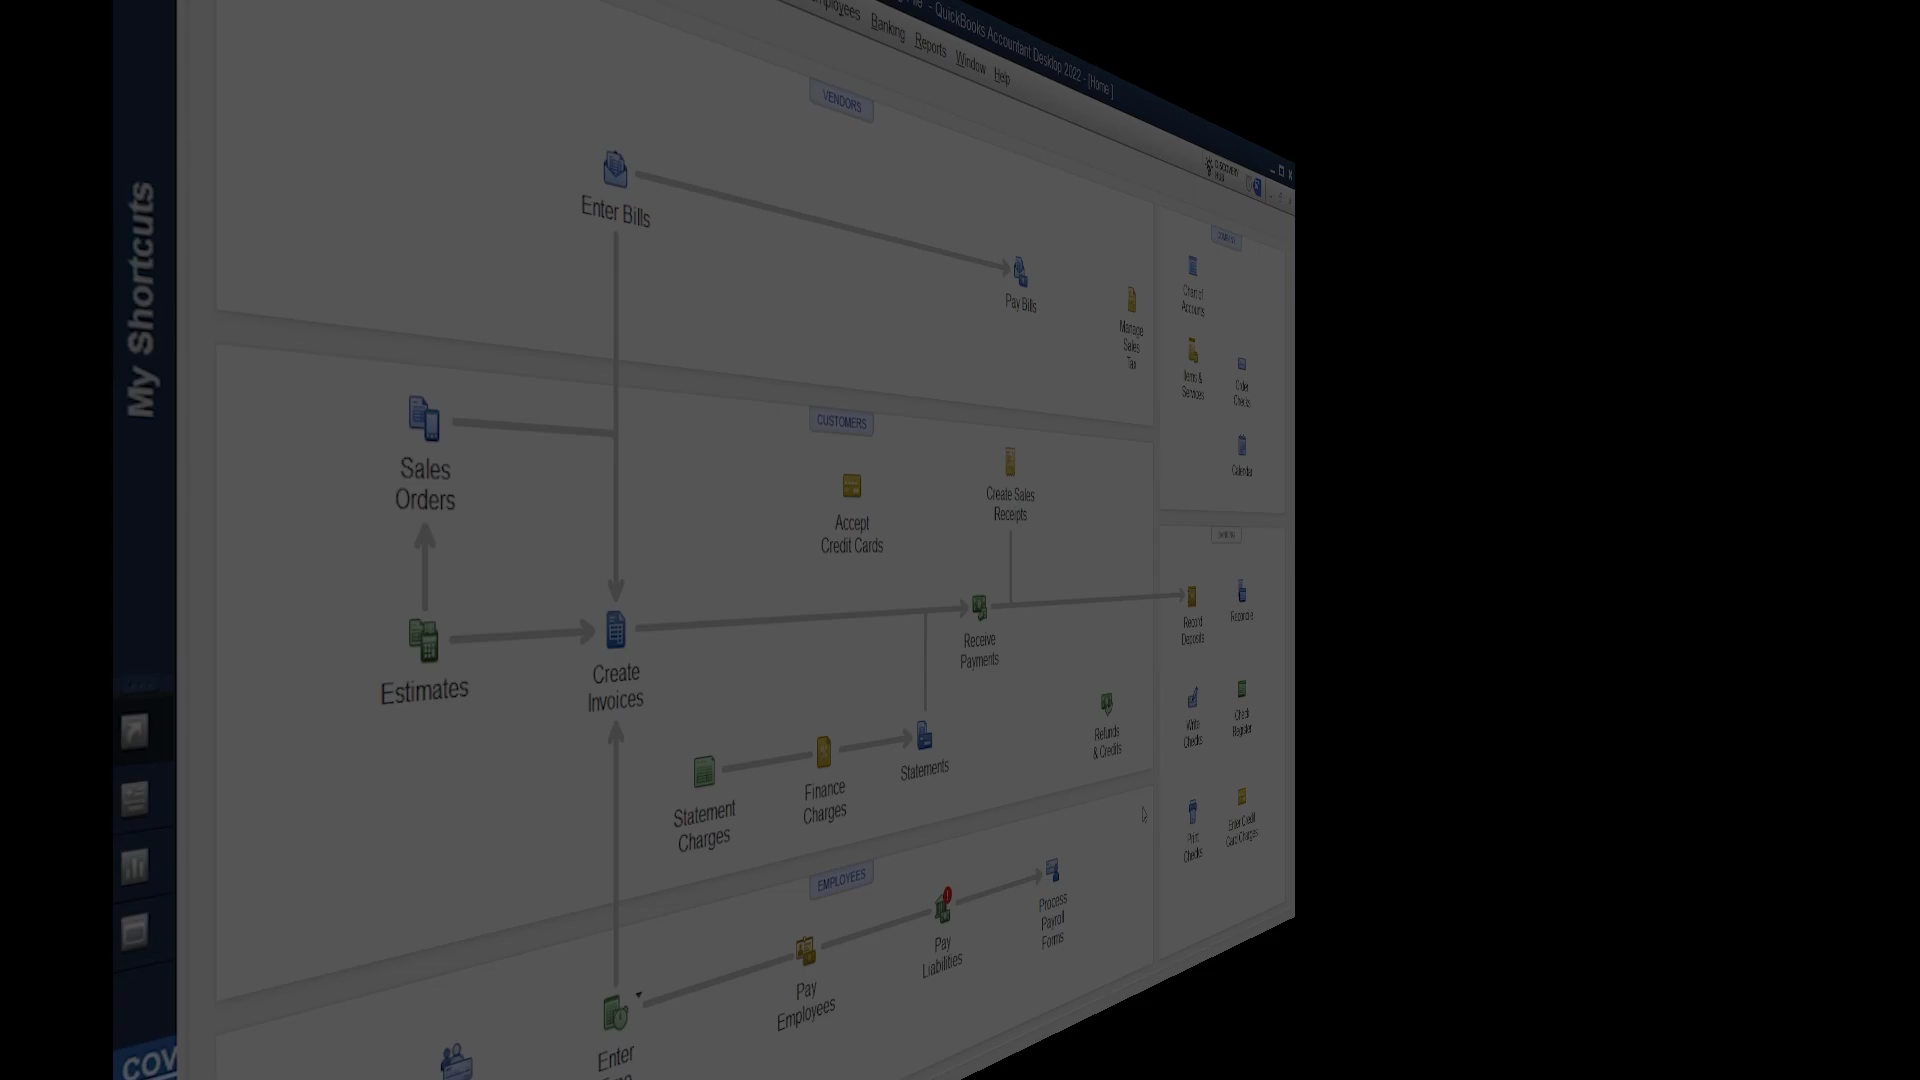 - QuickBooks Accountant Desktop 2022 - [Home ]
Banking Reports Window Help
VENDORS
My Shortcuts
Enter Bills
Pay Bills
Manage
Sales
Tax
Chart of
Accounts
Items &
Services
Order
Checks
Calendar
CUSTOMERS
Sales
Orders
Accept
Credit Cards
Create Sales
Receipts
Estimates
Create
Invoices
Receive
Payments
Record
Deposits
Reconcile
Statement
Charges
Finance
Charges
Statements
Refunds
& Credits
Write
Checks
Check
Register
Print
Checks
Enter Credit
Card Charges
EMPLOYEES
Enter
Pay
Employees
Pay
Liabilities
Process
Payroll
Forms
COV